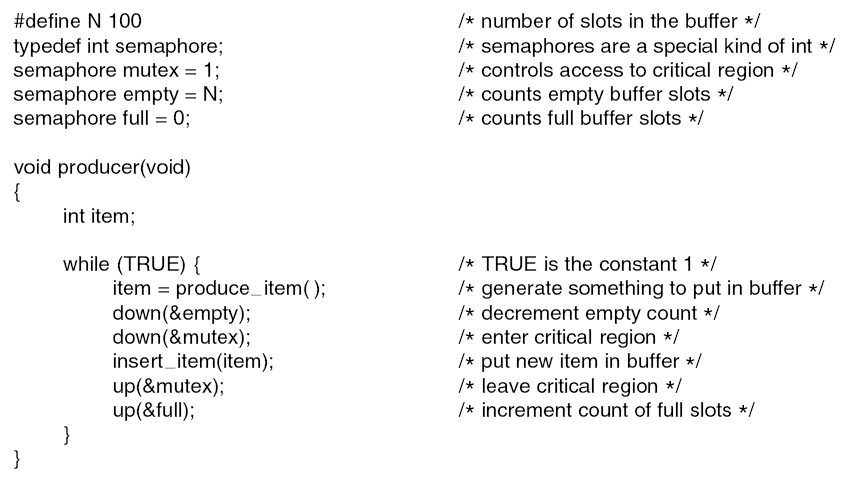 #define N 100 /* number of slots in the buffer */
typedef int semaphore; /* semaphores are a special kind of int */
semaphore mutex = 1; /* controls access to critical region */
semaphore empty = N; /* counts empty buffer slots */
semaphore full = 0; /* counts full buffer slots */
void producer(void)
{
int item;
while (TRUE) { /* TRUE is the constant 1 */
item = produce_item( ); /* generate something to put in buffer */
down(&empty); /* decrement empty count */
down(&mutex); /* enter critical region */
insert_item(item); /* put new item in buffer */
up(&mutex); /* leave critical region */
up(&full); /* increment count of full slots */
}
}